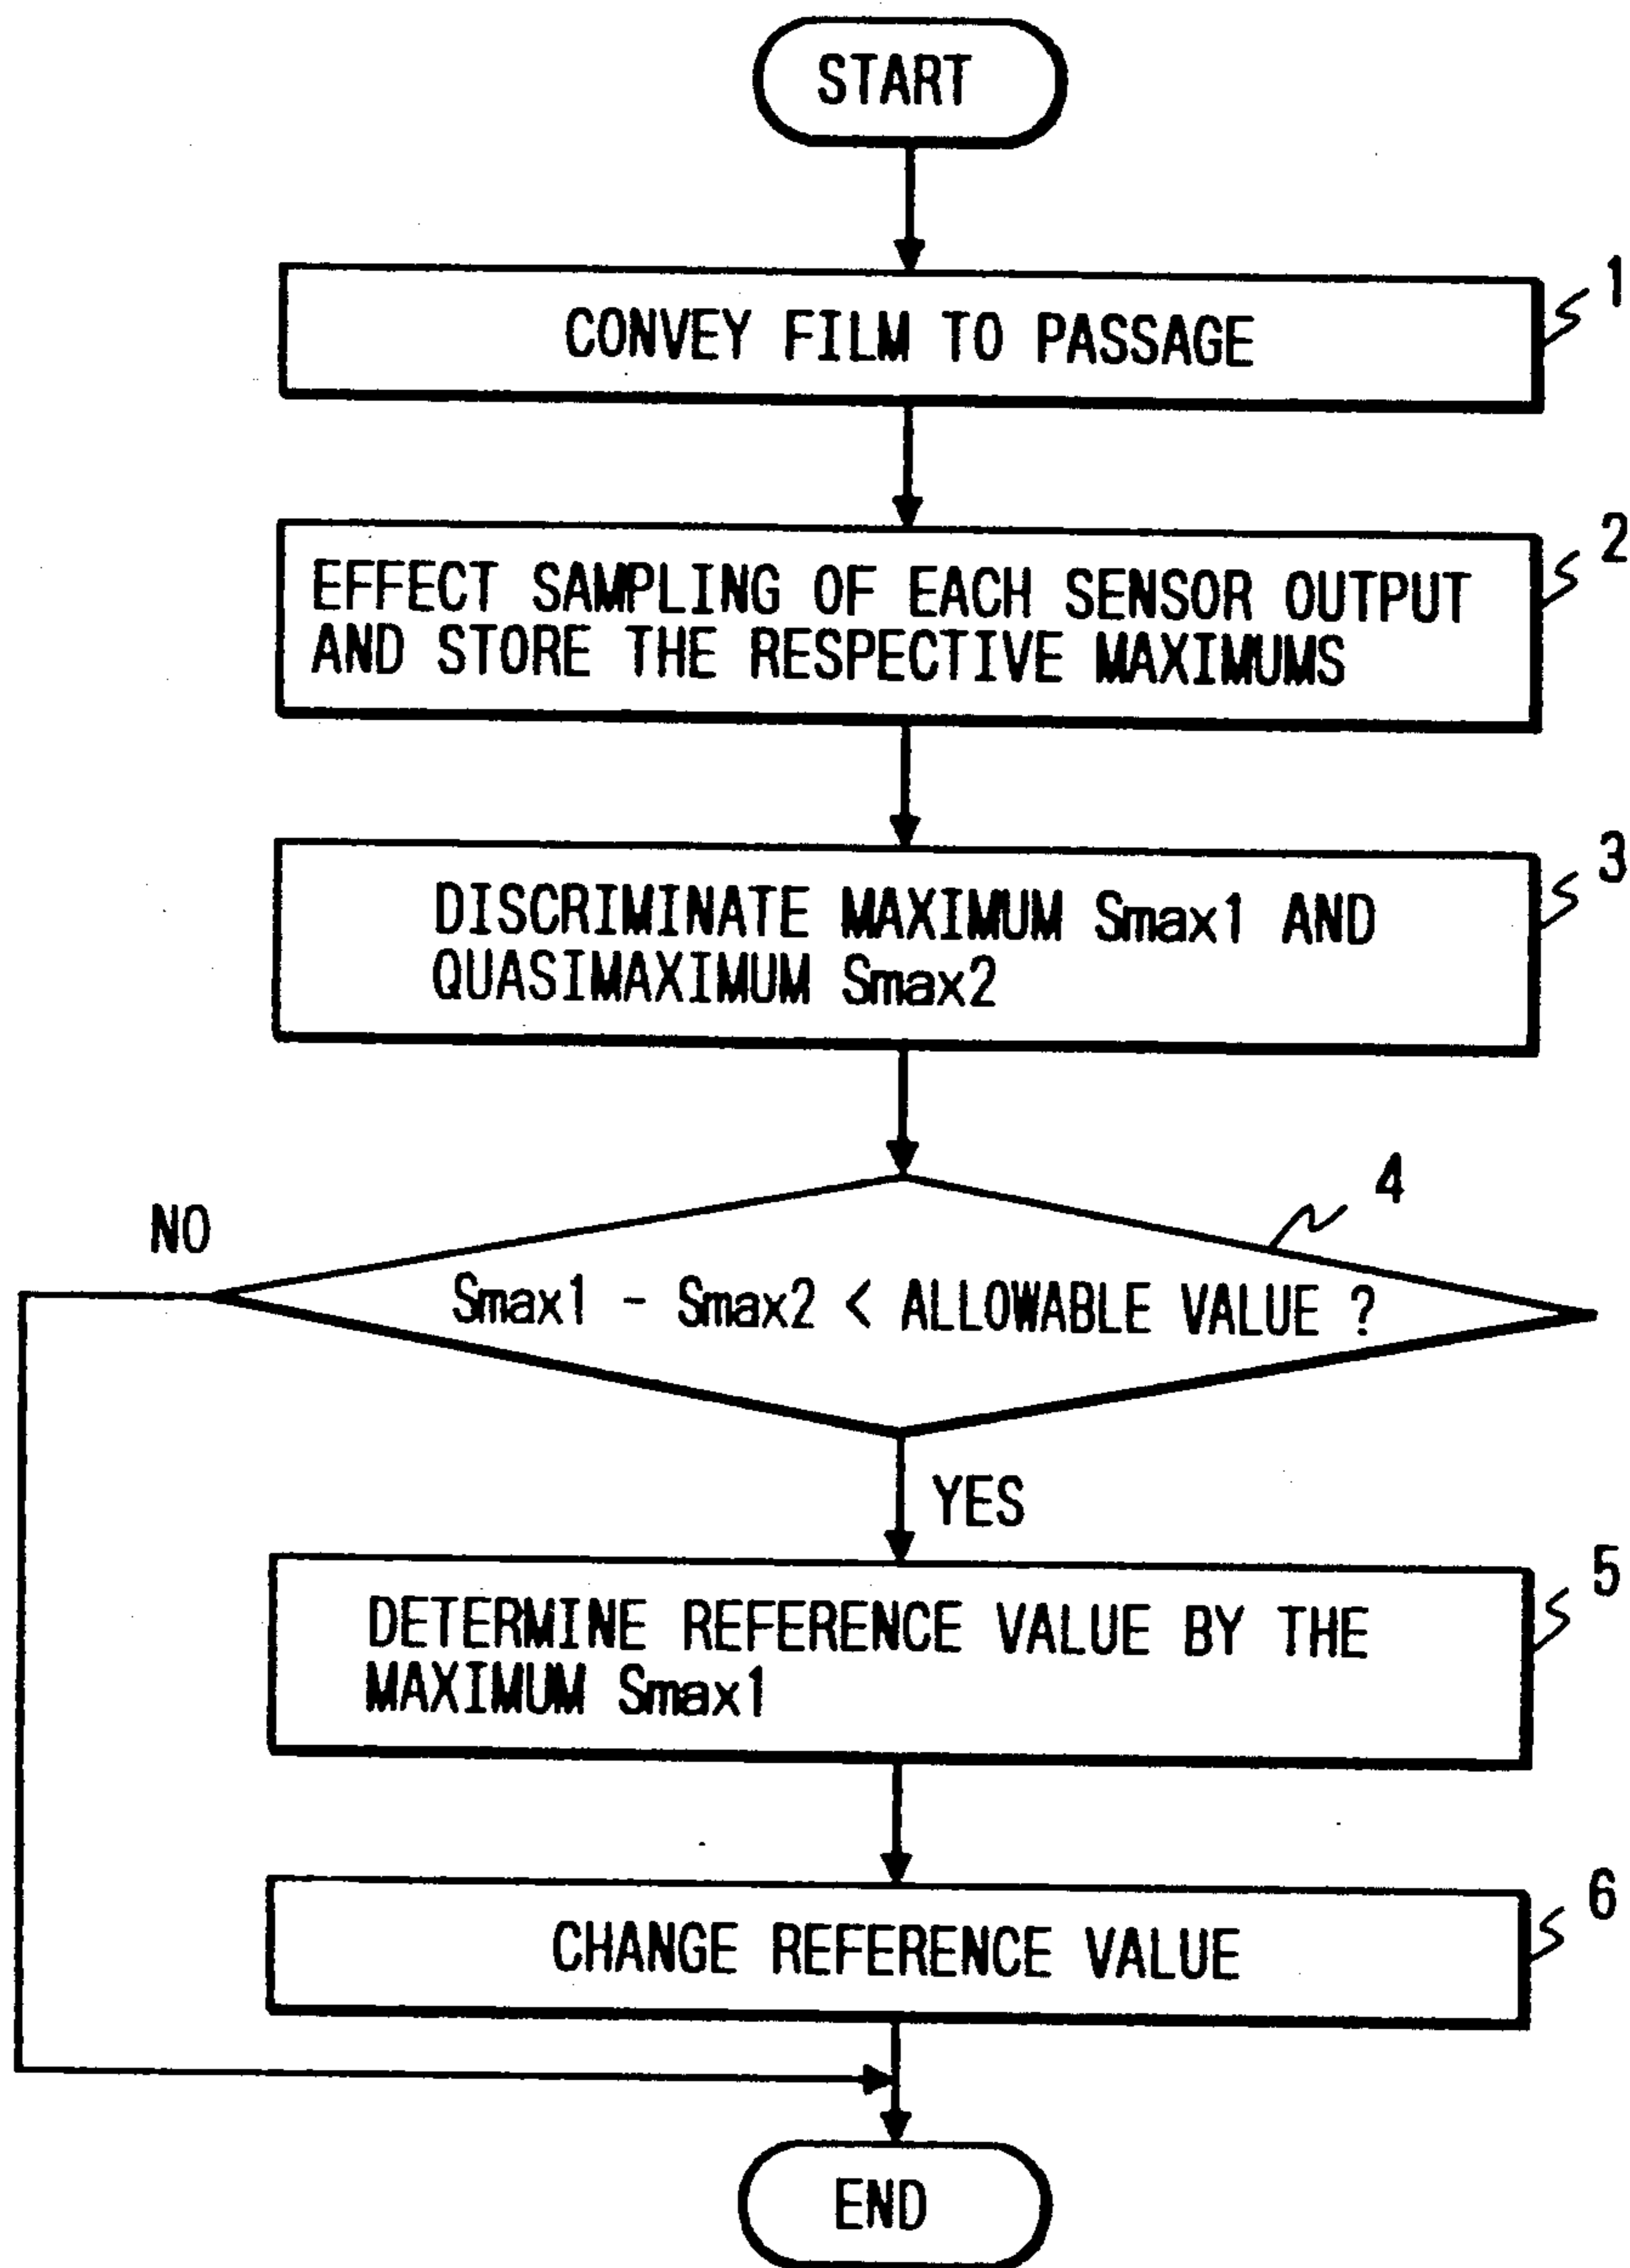 START
1
CONVEY FILM TO PASSAGE
2
EFFECT SAMPLING OF EACH SENSOR OUTPUT
AND STORE THE RESPECTIVE MAXIMUMS
3
DISCRIMINATE MAXIMUM Smax1 AND
QUASIMAXIMUM Smax2
4
NO
Smax1 - Smax2 < ALLOWABLE VALUE ?
YES
5
DETERMINE REFERENCE VALUE BY THE
MAXIMUM Smax1
6
CHANGE REFERENCE VALUE
END